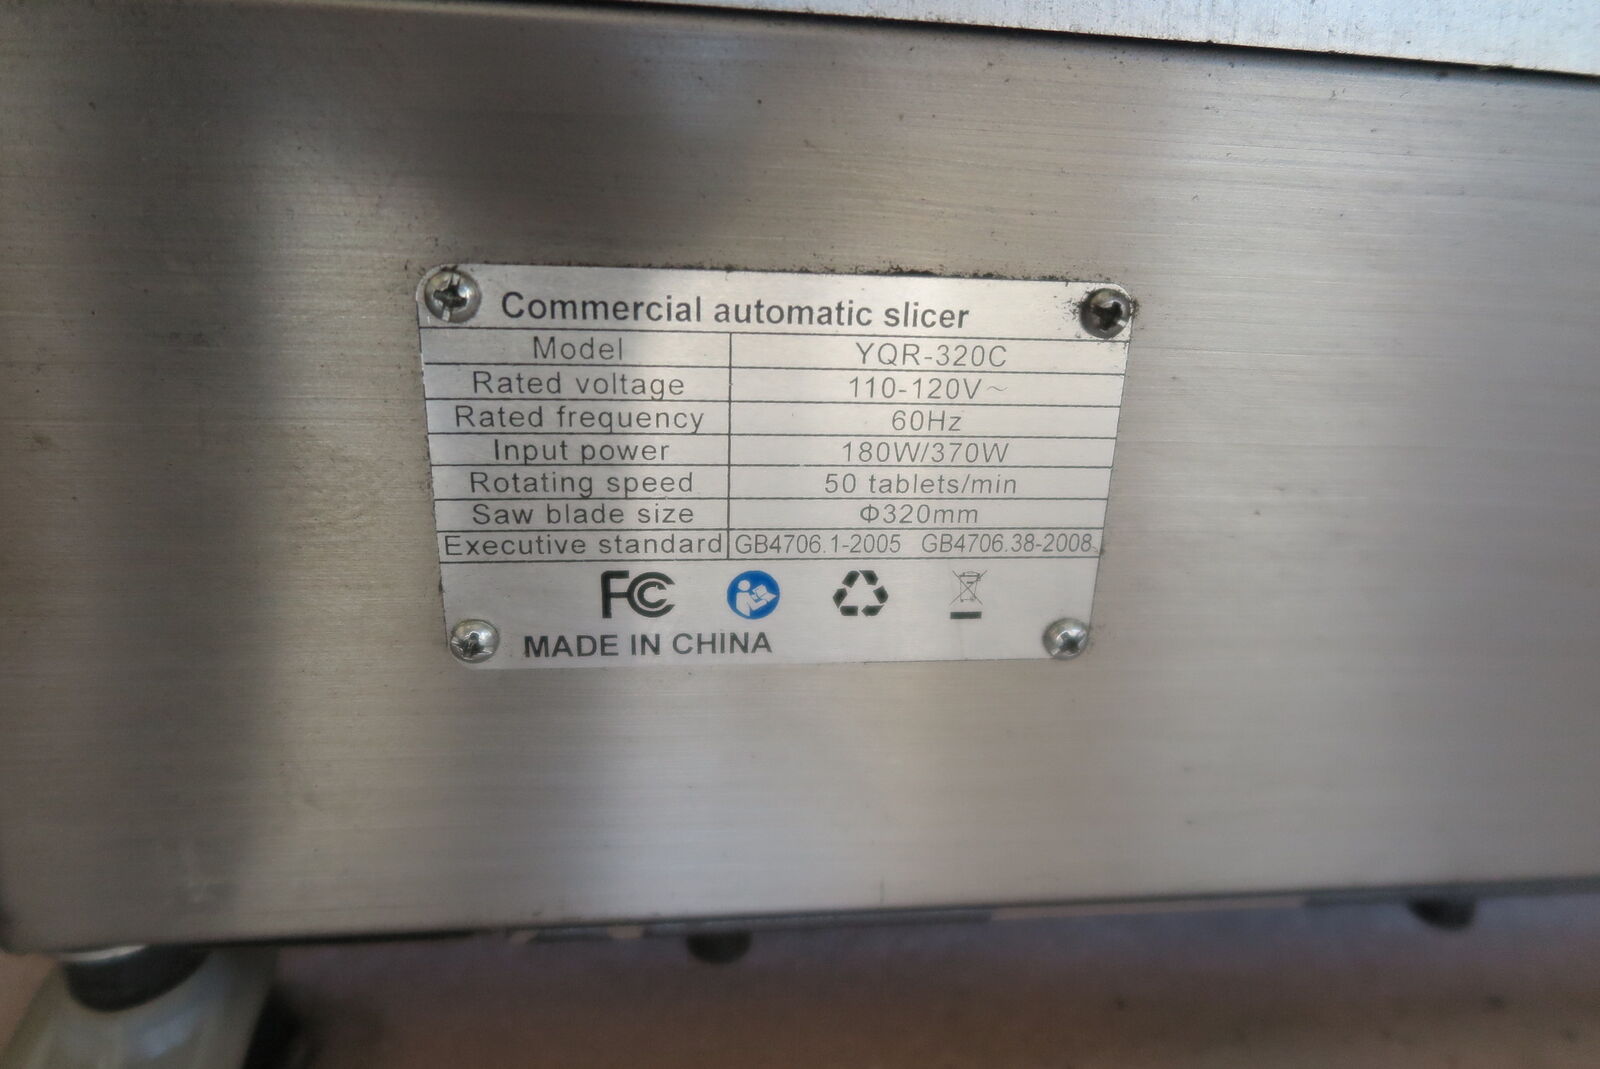 Commercial automatic slicer
Model YQR-320C
Rated voltage 110-120V~
Rated frequency 60Hz
Input power 180W/370W
Rotating speed 50 tablets/min
Saw blade size Φ320mm
Executive standard GB4706.1-2005 GB4706.38-2008
FC
MADE IN CHINA